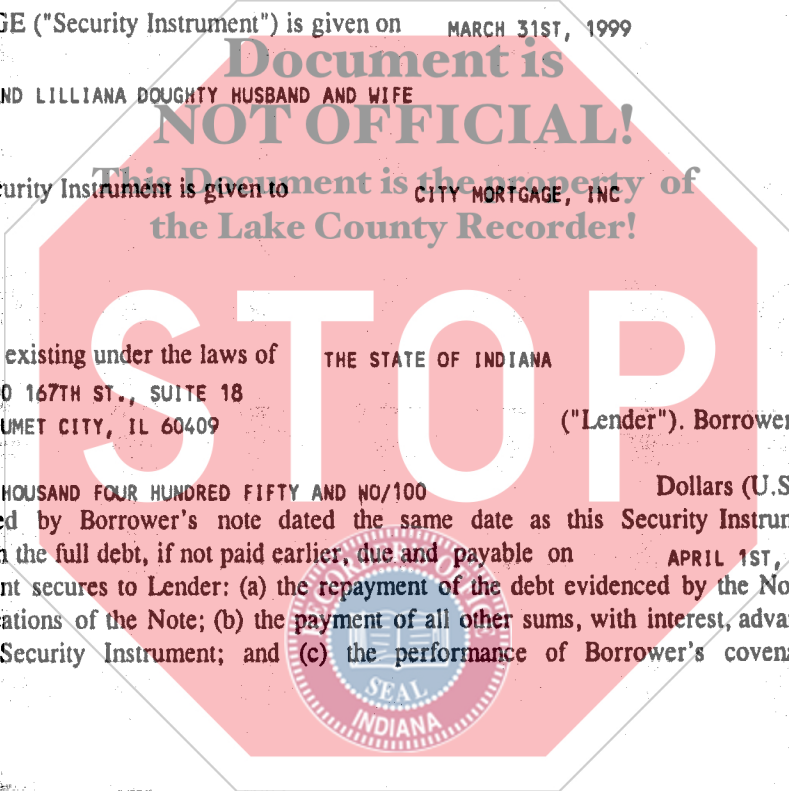 GE ("Security Instrument") is given on MARCH 31ST, 1999
Document is
ND LILLIANA DOUGHTY HUSBAND AND WIFE
NOT OFFICIAL!
This Document is the property of
curity Instrument is given to CITY MORTGAGE, INC
the Lake County Recorder!
STOP
existing under the laws of THE STATE OF INDIANA
0 167TH ST., SUITE 18
UMET CITY, IL 60409 ("Lender"). Borrower
HOUSAND FOUR HUNDRED FIFTY AND NO/100 Dollars (U.S
ed by Borrower's note dated the same date as this Security Instrum
n the full debt, if not paid earlier, due and payable on APRIL 1ST,
nt secures to Lender: (a) the repayment of the debt evidenced by the No
cations of the Note; (b) the payment of all other sums, with interest, adva
Security Instrument; and (c) the performance of Borrower's covena
RECORDER'S OFFICE
SEAL
INDIANA